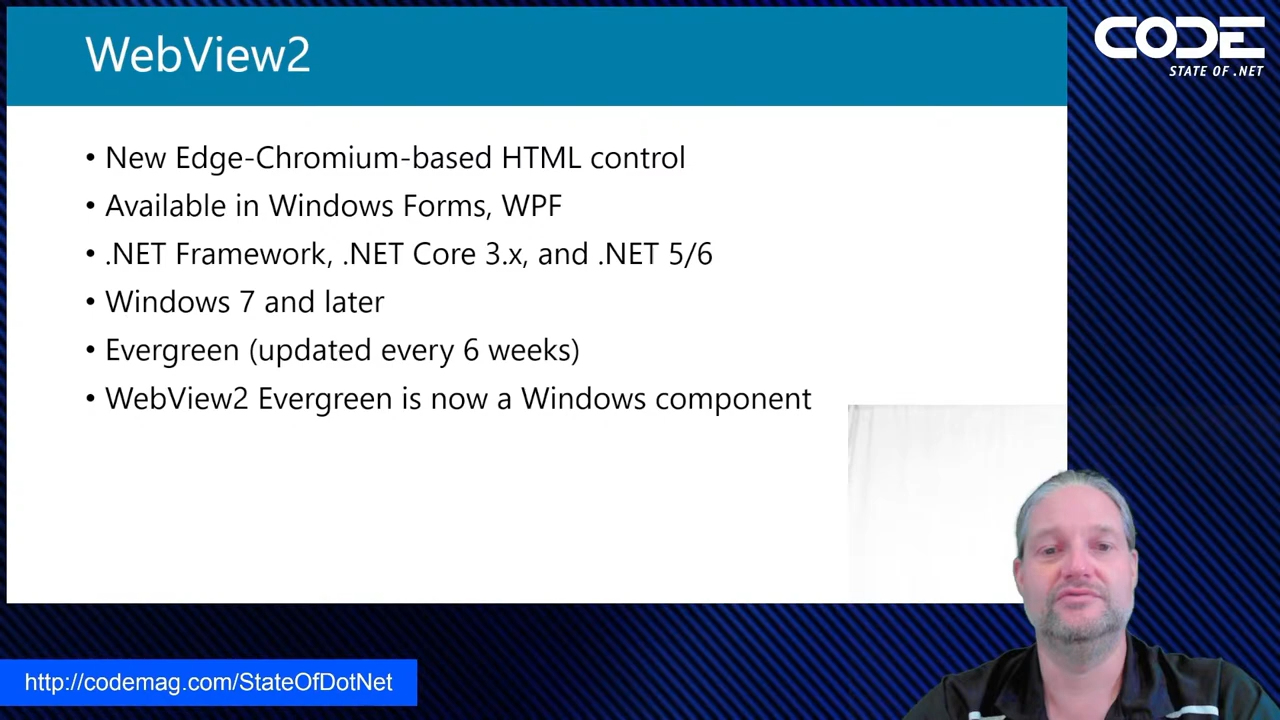 WebView2
CODE
STATE OF .NET
• New Edge-Chromium-based HTML control
• Available in Windows Forms, WPF
• .NET Framework, .NET Core 3.x, and .NET 5/6
• Windows 7 and later
• Evergreen (updated every 6 weeks)
• WebView2 Evergreen is now a Windows component
http://codemag.com/StateOfDotNet